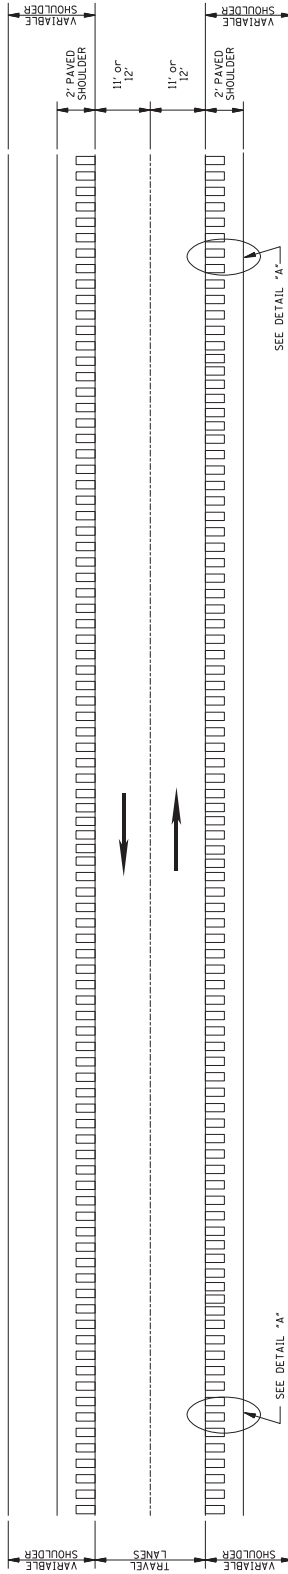 VARIABLE
SHOULDER
2' PAVED
SHOULDER
11' or
12'
11' or
12'
2' PAVED
SHOULDER
VARIABLE
SHOULDER
SEE DETAIL "A"
SEE DETAIL "A"
VARIABLE
SHOULDER
TRAVEL
LANES
VARIABLE
SHOULDER